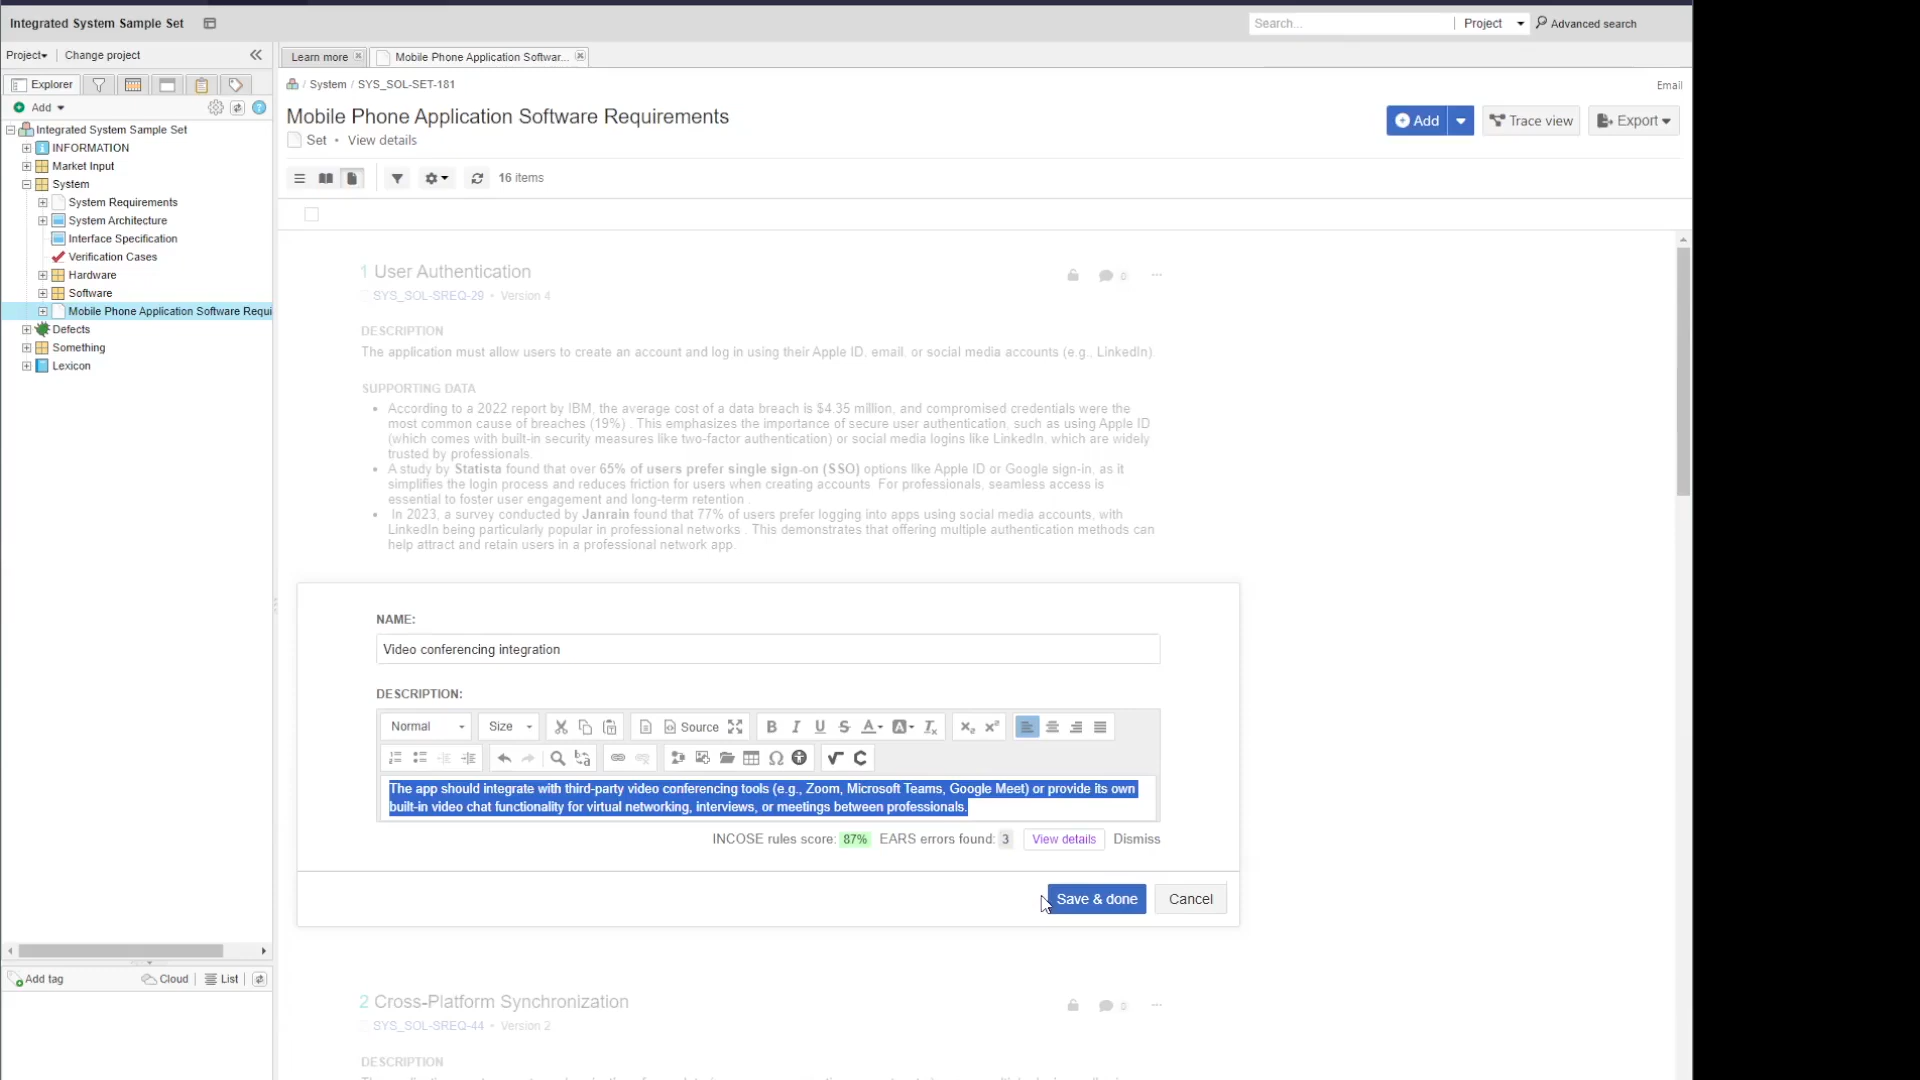 Integrated System Sample Set
Search...
Project
Advanced search
Project
Change project
Learn more
Mobile Phone Application Softwar...
Explorer
System / SYS_SOL-SET-181
Email
Add
Mobile Phone Application Software Requirements
Add
Trace view
Export
Integrated System Sample Set
Set • View details
INFORMATION
Market Input
16 items
System
System Requirements
System Architecture
Interface Specification
Verification Cases
Hardware
Software
Mobile Phone Application Software Requi
Defects
Something
Lexicon
1 User Authentication
0
SYS_SOL-SREQ-29 • Version 4
DESCRIPTION
The application must allow users to create an account and log in using their Apple ID, email, or social media accounts (e.g., LinkedIn).
SUPPORTING DATA
• According to a 2022 report by IBM, the average cost of a data breach is $4.35 million, and compromised credentials were the
most common cause of breaches (19%) . This emphasizes the importance of secure user authentication, such as using Apple ID
(which comes with built-in security measures like two-factor authentication) or social media logins like LinkedIn, which are widely
trusted by professionals.
• A study by Statista found that over 65% of users prefer single sign-on (SSO) options like Apple ID or Google sign-in, as it
simplifies the login process and reduces friction for users when creating accounts  For professionals, seamless access is
essential to foster user engagement and long-term retention .
• In 2023, a survey conducted by Janrain found that 77% of users prefer logging into apps using social media accounts, with
LinkedIn being particularly popular in professional networks . This demonstrates that offering multiple authentication methods can
help attract and retain users in a professional network app.
NAME:
Video conferencing integration
DESCRIPTION:
Normal
Size
Source
The app should integrate with third-party video conferencing tools (e.g., Zoom, Microsoft Teams, Google Meet) or provide its own
built-in video chat functionality for virtual networking, interviews, or meetings between professionals.
INCOSE rules score: 87% EARS errors found: 3 View details Dismiss
Save & done
Cancel
Add tag
Cloud
List
2 Cross-Platform Synchronization
SYS_SOL-SREQ-44 • Version 2
DESCRIPTION